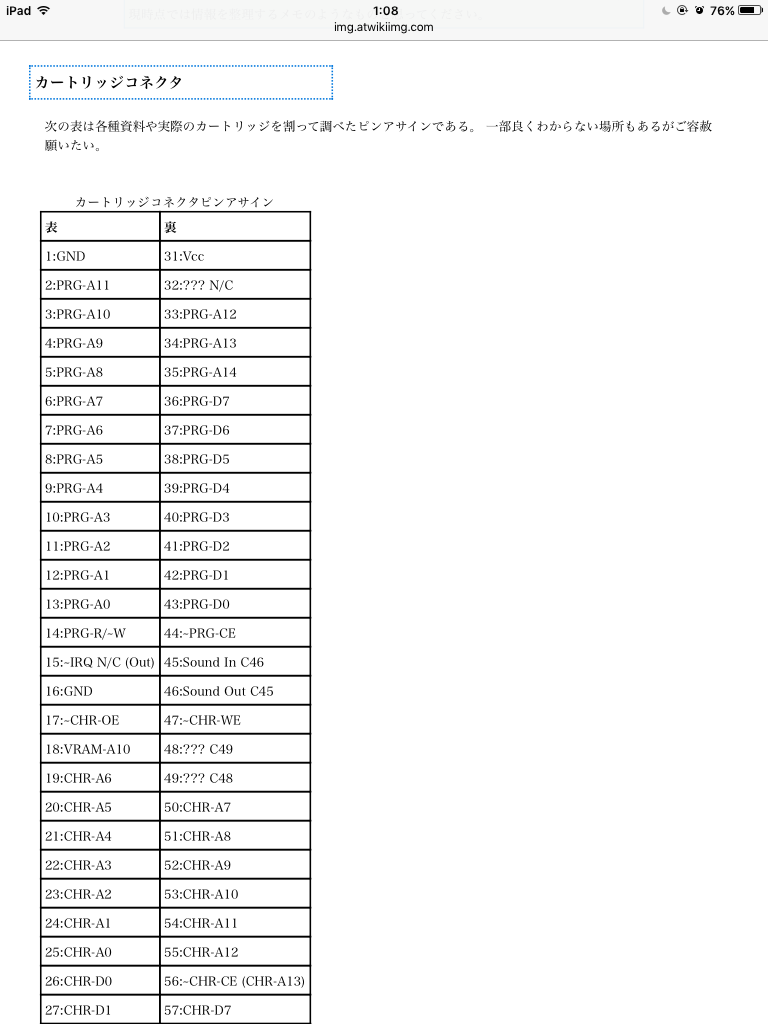 iPad 1:08 76%
img.atwikiimg.com
カートリッジコネクタ
次の表は各種資料や実際のカートリッジを割って調べたピンアサインである。 一部良くわからない場所もあるがご容赦
願いたい。
カートリッジコネクタピンアサイン
表 裏
1:GND 31:Vcc
2:PRG-A11 32:??? N/C
3:PRG-A10 33:PRG-A12
4:PRG-A9 34:PRG-A13
5:PRG-A8 35:PRG-A14
6:PRG-A7 36:PRG-D7
7:PRG-A6 37:PRG-D6
8:PRG-A5 38:PRG-D5
9:PRG-A4 39:PRG-D4
10:PRG-A3 40:PRG-D3
11:PRG-A2 41:PRG-D2
12:PRG-A1 42:PRG-D1
13:PRG-A0 43:PRG-D0
14:PRG-R/~W 44:~PRG-CE
15:~IRQ N/C (Out) 45:Sound In C46
16:GND 46:Sound Out C45
17:~CHR-OE 47:~CHR-WE
18:VRAM-A10 48:??? C49
19:CHR-A6 49:??? C48
20:CHR-A5 50:CHR-A7
21:CHR-A4 51:CHR-A8
22:CHR-A3 52:CHR-A9
23:CHR-A2 53:CHR-A10
24:CHR-A1 54:CHR-A11
25:CHR-A0 55:CHR-A12
26:CHR-D0 56:~CHR-CE (CHR-A13)
27:CHR-D1 57:CHR-D7